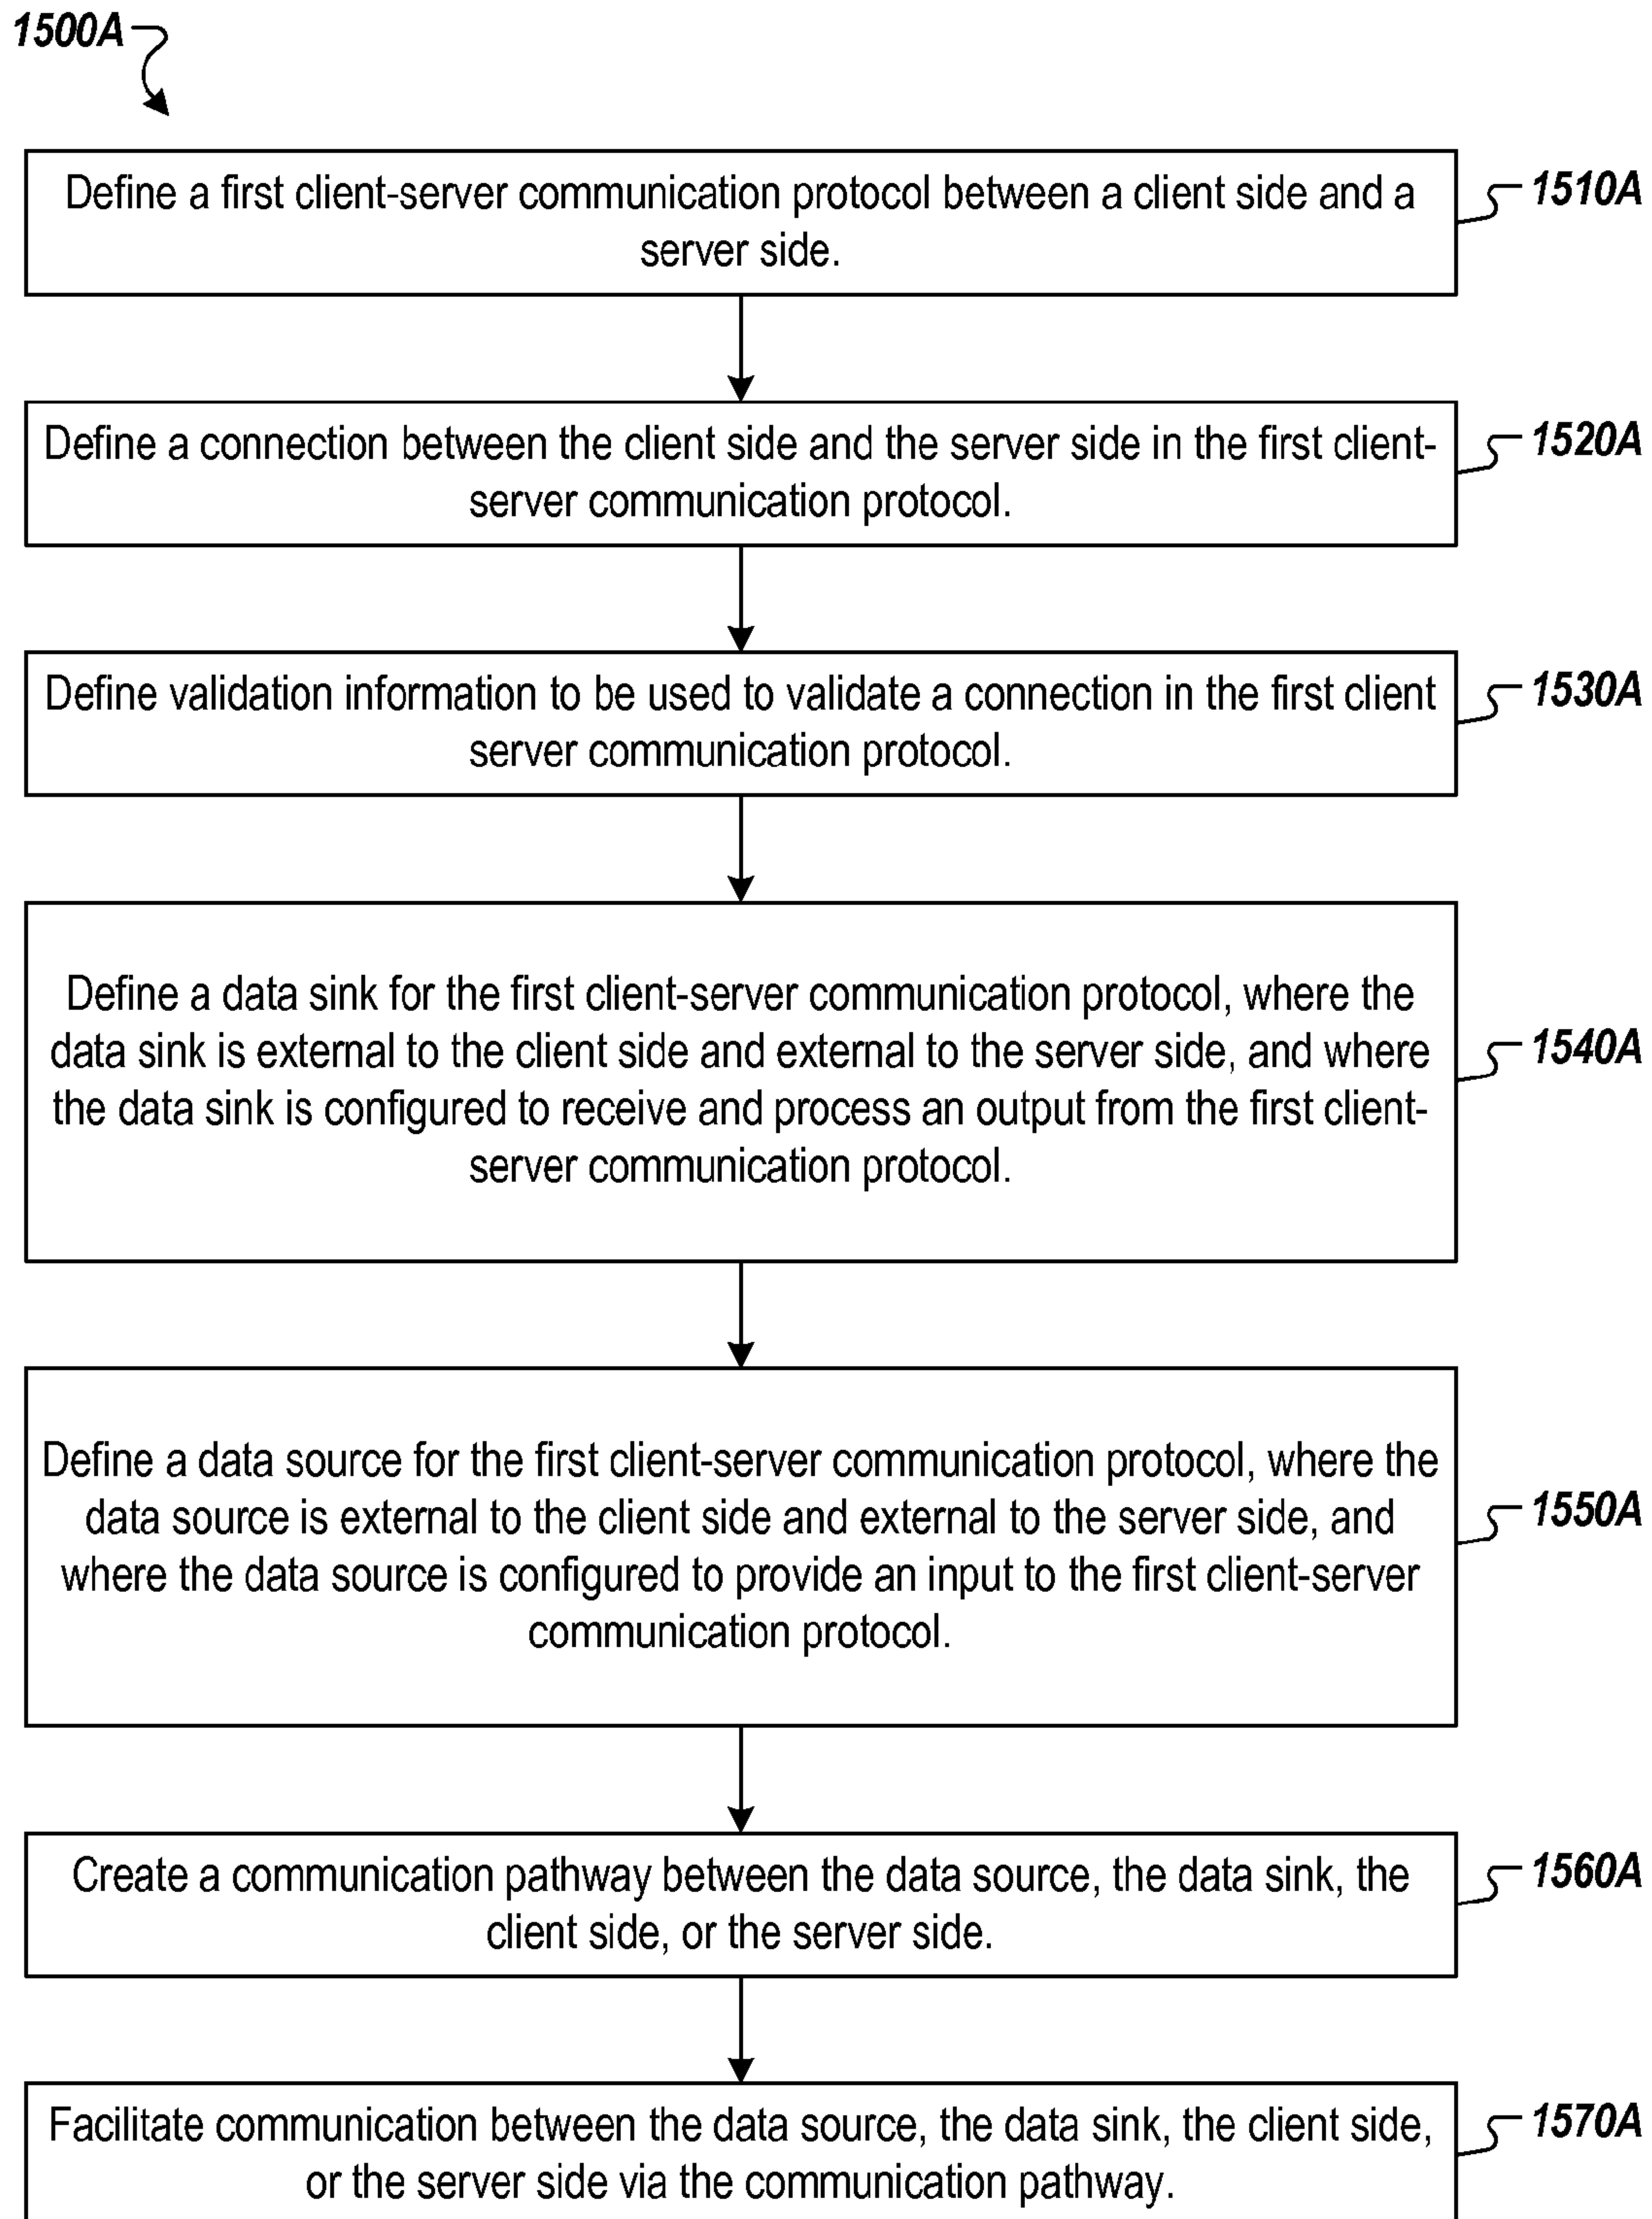 1500A
Define a first client-server communication protocol between a client side and a
server side.
1510A
Define a connection between the client side and the server side in the first client-
server communication protocol.
1520A
Define validation information to be used to validate a connection in the first client
server communication protocol.
1530A
Define a data sink for the first client-server communication protocol, where the
data sink is external to the client side and external to the server side, and where
the data sink is configured to receive and process an output from the first client-
server communication protocol.
1540A
Define a data source for the first client-server communication protocol, where the
data source is external to the client side and external to the server side, and
where the data source is configured to provide an input to the first client-server
communication protocol.
1550A
Create a communication pathway between the data source, the data sink, the
client side, or the server side.
1560A
Facilitate communication between the data source, the data sink, the client side,
or the server side via the communication pathway.
1570A